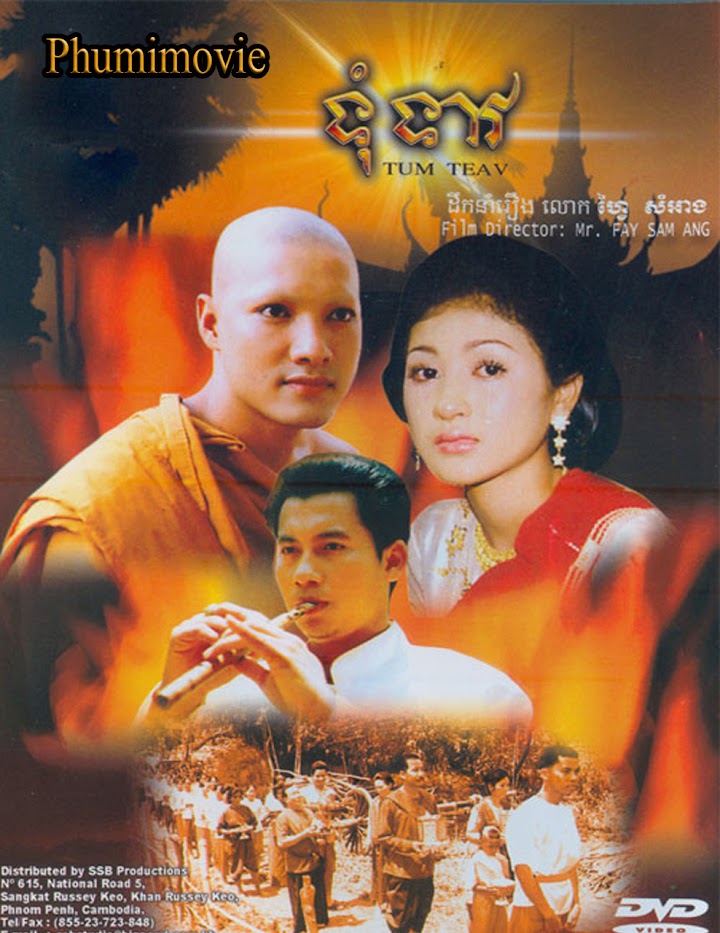 Phumimovie
ទុំ ទាវ
TUM TEAV
ដឹកនាំរឿង លោក ហ្វៃ សំអាង
Film Director: Mr. FAY SAM ANG
Distributed by SSB Productions
Nº 615, National Road 5,
Sangkat Russey Keo, Khan Russey Keo,
Phnom Penh, Cambodia.
Tel Fax : (855-23-723-848)
DVD
VIDEO